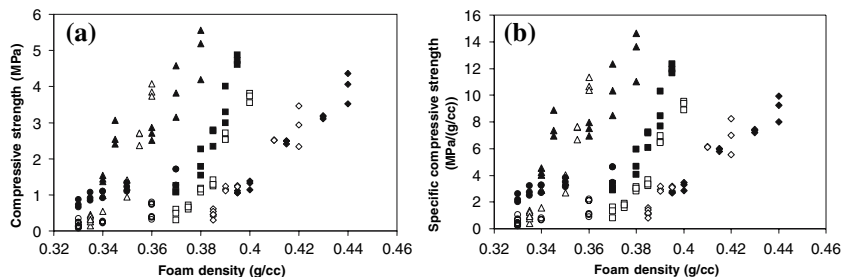 (a)
Compressive strength (MPa)
6
5
4
3
2
1
0
0.32 0.34 0.36 0.38 0.4 0.42 0.44 0.46
Foam density (g/cc)
(b)
Specific compressive strength
(MPa/(g/cc))
16
14
12
10
8
6
4
2
0
0.32 0.34 0.36 0.38 0.4 0.42 0.44 0.46
Foam density (g/cc)